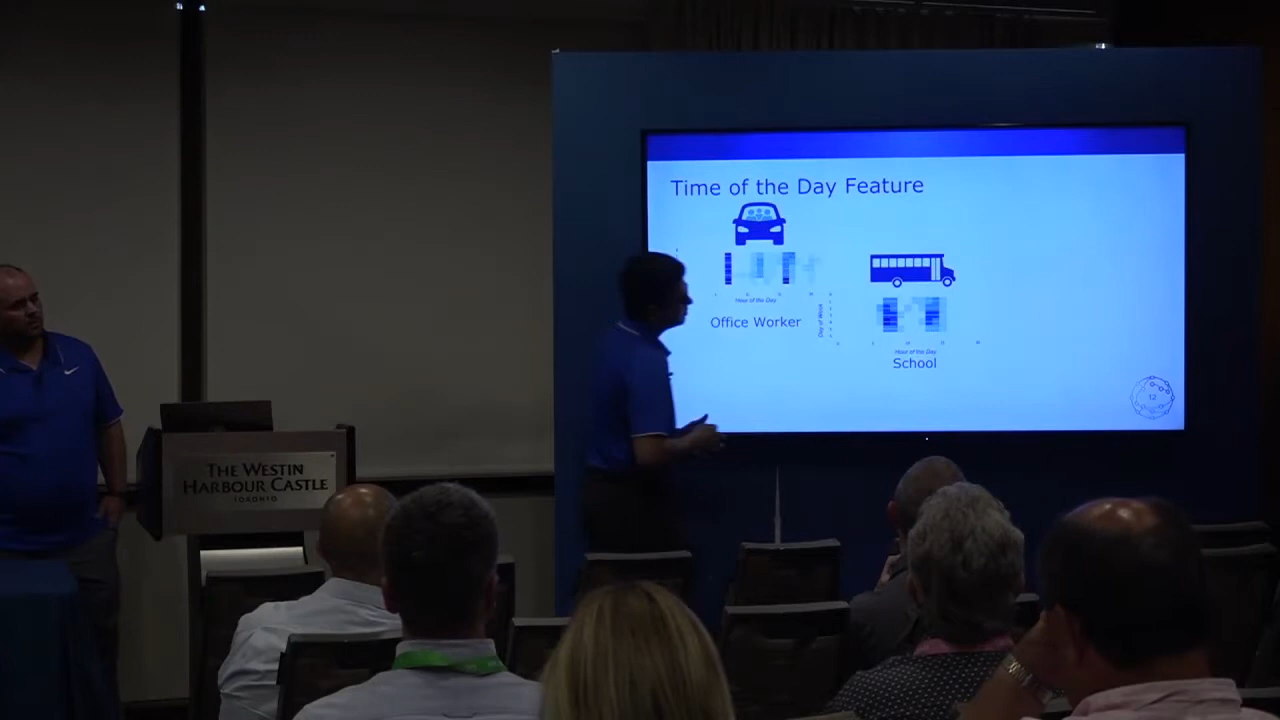 Time of the Day Feature
Hour of the Day
Office Worker
Day of Week
Hour of the Day
School
12
THE WESTIN
HARBOUR CASTLE
TORONTO